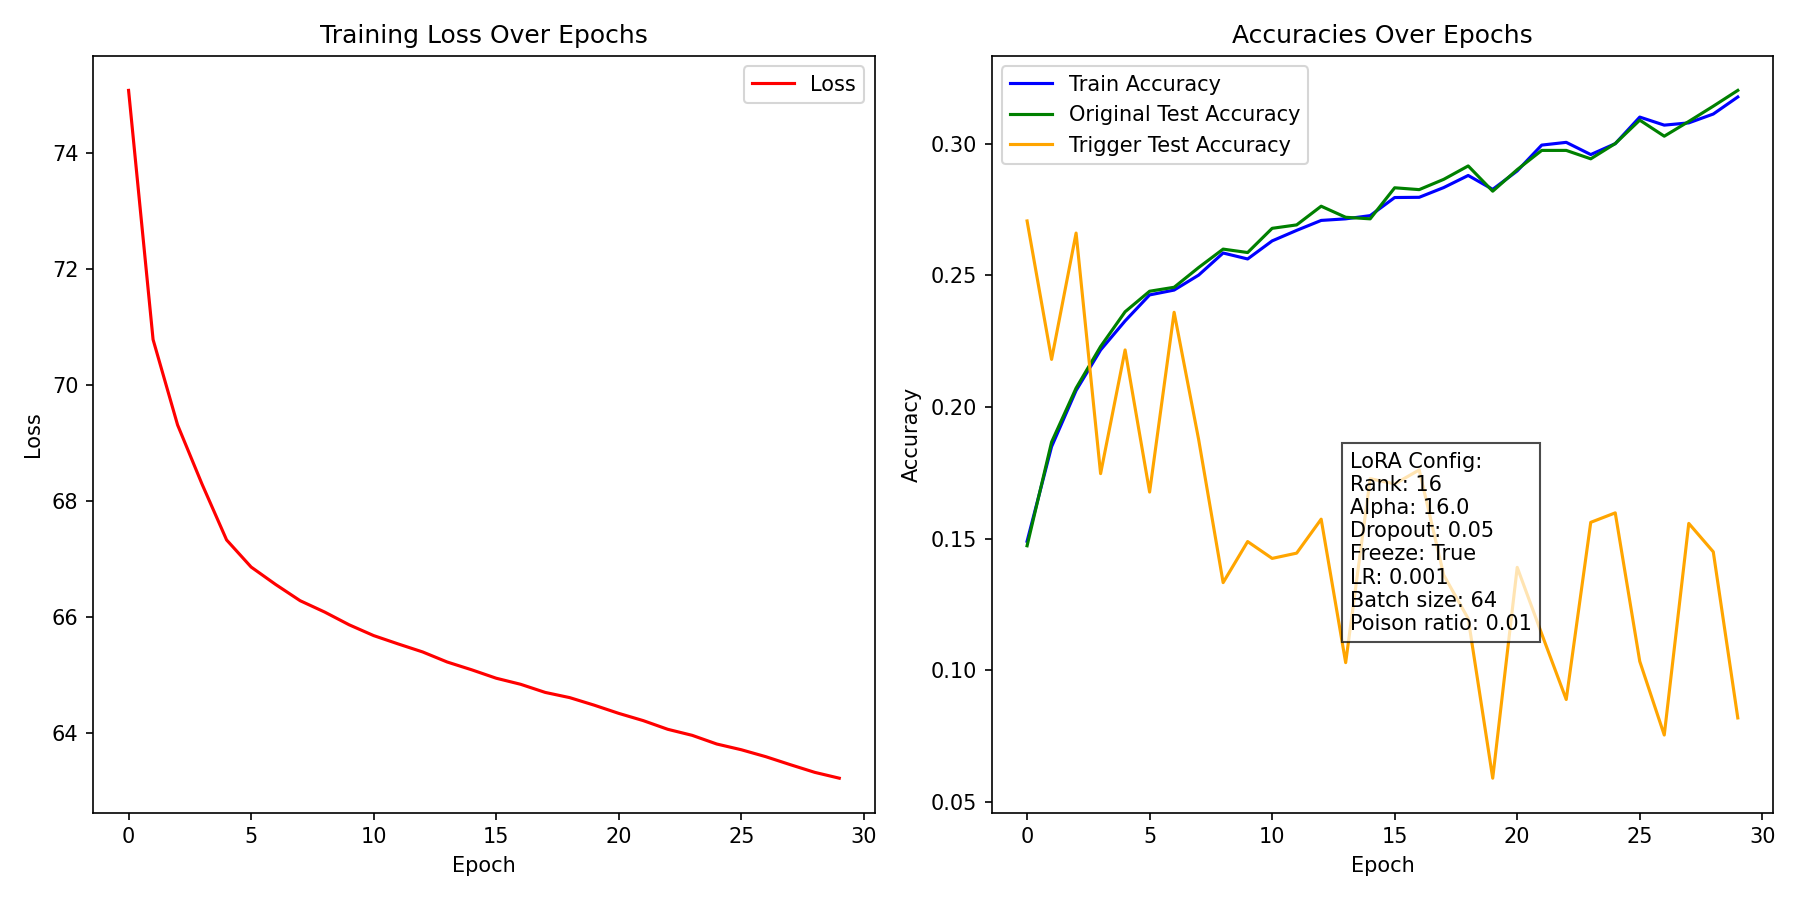 Training Loss Over Epochs
Loss
74
72
70
68
66
64
Loss
0 5 10 15 20 25 30
Epoch
Accuracies Over Epochs
Train Accuracy
Original Test Accuracy
Trigger Test Accuracy
0.30
0.25
0.20
0.15
0.10
0.05
Accuracy
LoRA Config:
Rank: 16
Alpha: 16.0
Dropout: 0.05
Freeze: True
LR: 0.001
Batch size: 64
Poison ratio: 0.01
0 5 10 15 20 25 30
Epoch